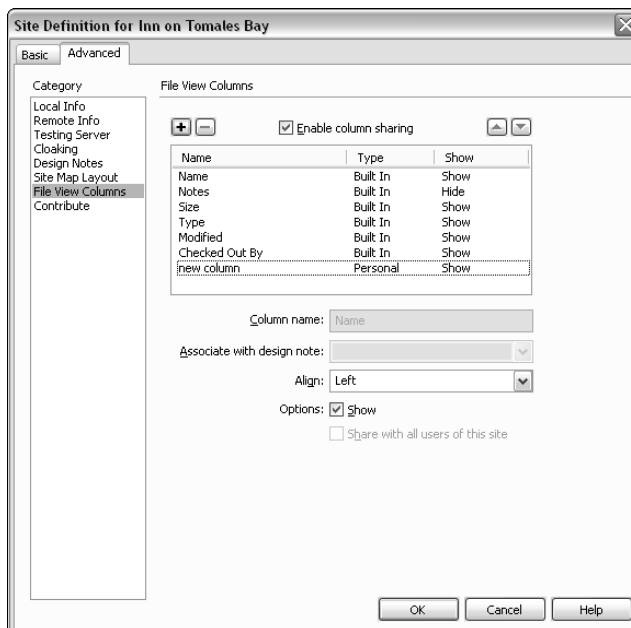 Site Definition for Inn on Tomales Bay
Basic
Advanced
Category
Local Info
Remote Info
Testing Server
Cloaking
Design Notes
Site Map Layout
File View Columns
Contribute
File View Columns
Enable column sharing
Name Type Show
Name Built In Show
Notes Built In Hide
Size Built In Show
Type Built In Show
Modified Built In Show
Checked Out By Built In Show
new column Personal Show
Column name: Name
Associate with design note:
Align: Left
Options: Show
Share with all users of this site
OK Cancel Help